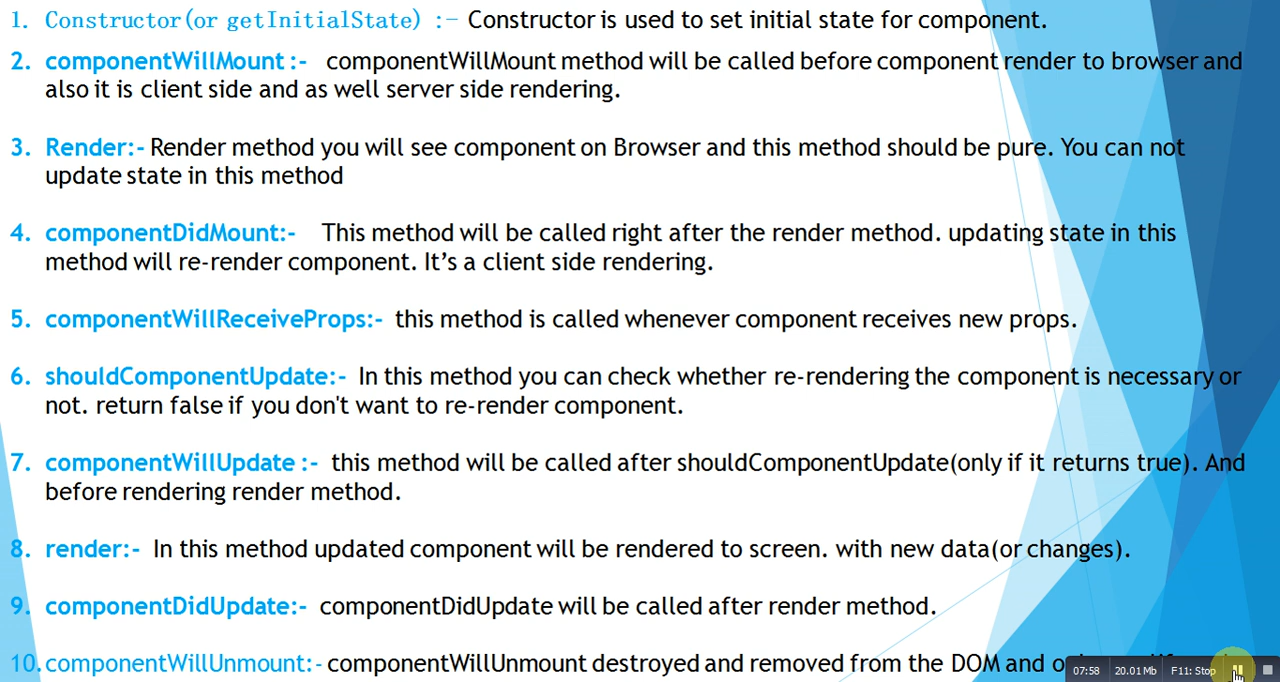 1. Constructor(or getInitialState) :- Constructor is used to set initial state for component.
2. componentWillMount :- componentWillMount method will be called before component render to browser and
also it is client side and as well server side rendering.
3. Render:- Render method you will see component on Browser and this method should be pure. You can not
update state in this method
4. componentDidMount:- This method will be called right after the render method. updating state in this
method will re-render component. It’s a client side rendering.
5. componentWillReceiveProps:- this method is called whenever component receives new props.
6. shouldComponentUpdate:- In this method you can check whether re-rendering the component is necessary or
not. return false if you don't want to re-render component.
7. componentWillUpdate :- this method will be called after shouldComponentUpdate(only if it returns true). And
before rendering render method.
8. render:- In this method updated component will be rendered to screen. with new data(or changes).
9. componentDidUpdate:- componentDidUpdate will be called after render method.
10. componentWillUnmount:- componentWillUnmount destroyed and removed from the DOM and
07:58 20.01 Mb F11: Stop